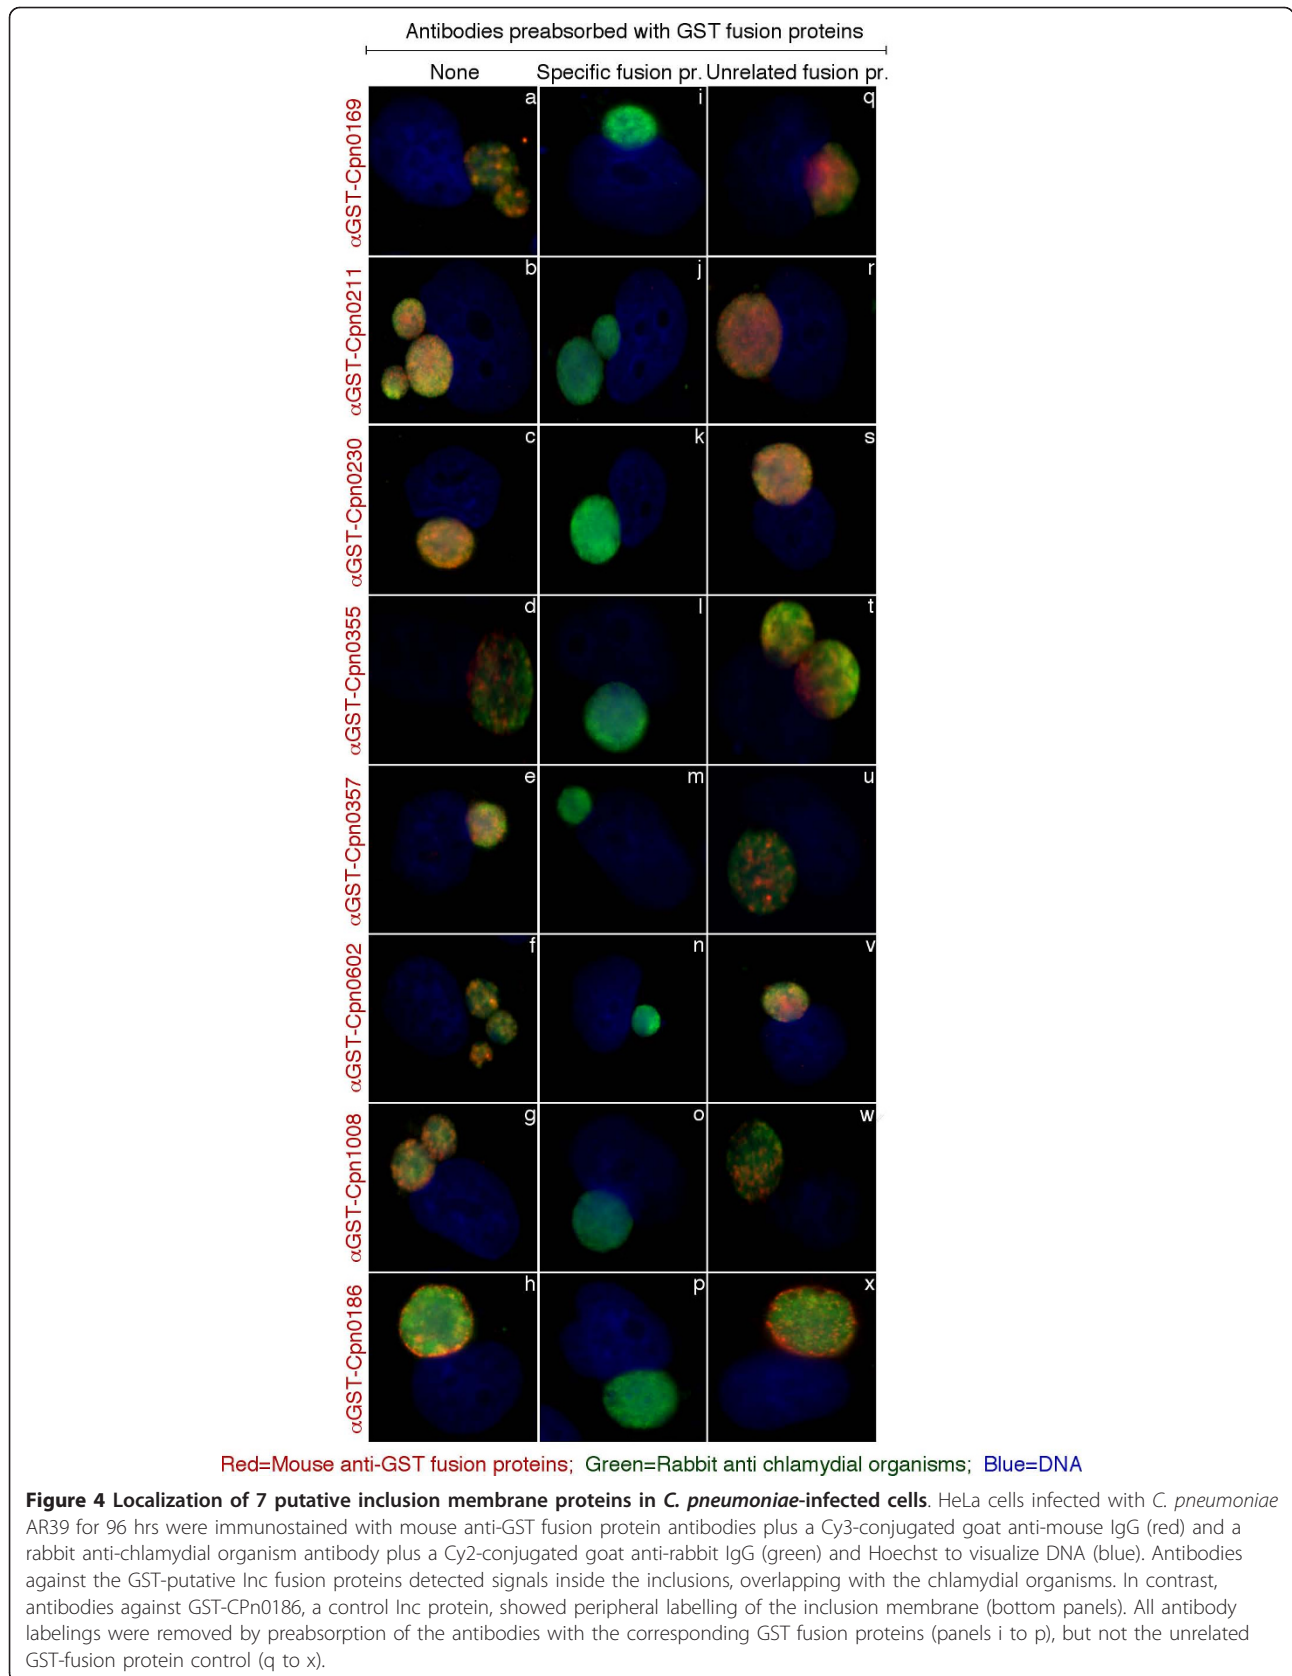 Antibodies preabsorbed with GST fusion proteins
None Specific fusion pr. Unrelated fusion pr.
αGST-Cpn0169 a i q
αGST-Cpn0211 b j r
αGST-Cpn0230 c k s
αGST-Cpn0355 d l t
αGST-Cpn0357 e m u
αGST-Cpn0602 f n v
αGST-Cpn1008 g o w
αGST-Cpn0186 h p x
Red=Mouse anti-GST fusion proteins; Green=Rabbit anti chlamydial organisms; Blue=DNA
Figure 4 Localization of 7 putative inclusion membrane proteins in C. pneumoniae-infected cells. HeLa cells infected with C. pneumoniae
AR39 for 96 hrs were immunostained with mouse anti-GST fusion protein antibodies plus a Cy3-conjugated goat anti-mouse IgG (red) and a
rabbit anti-chlamydial organism antibody plus a Cy2-conjugated goat anti-rabbit IgG (green) and Hoechst to visualize DNA (blue). Antibodies
against the GST-putative Inc fusion proteins detected signals inside the inclusions, overlapping with the chlamydial organisms. In contrast,
antibodies against GST-CPn0186, a control Inc protein, showed peripheral labelling of the inclusion membrane (bottom panels). All antibody
labelings were removed by preabsorption of the antibodies with the corresponding GST fusion proteins (panels i to p), but not the unrelated
GST-fusion protein control (q to x).